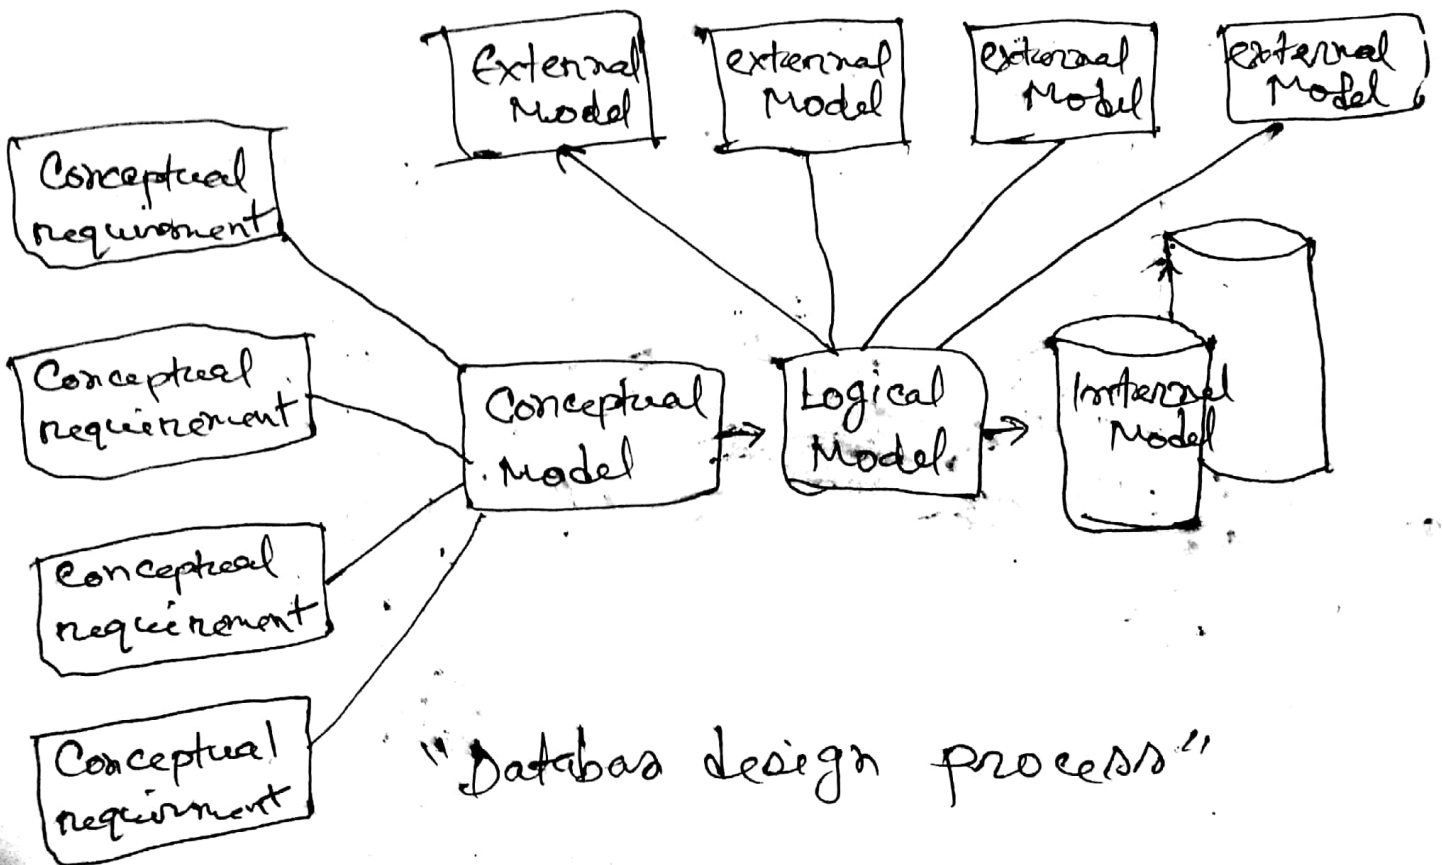 External
Model
external
Model
external
Model
external
Model
Conceptual
requirement
Conceptual
requirement
Conceptual
requirement
Conceptual
requirment
Conceptual
Model
Logical
Model
Internal
Model
"Databas design process"